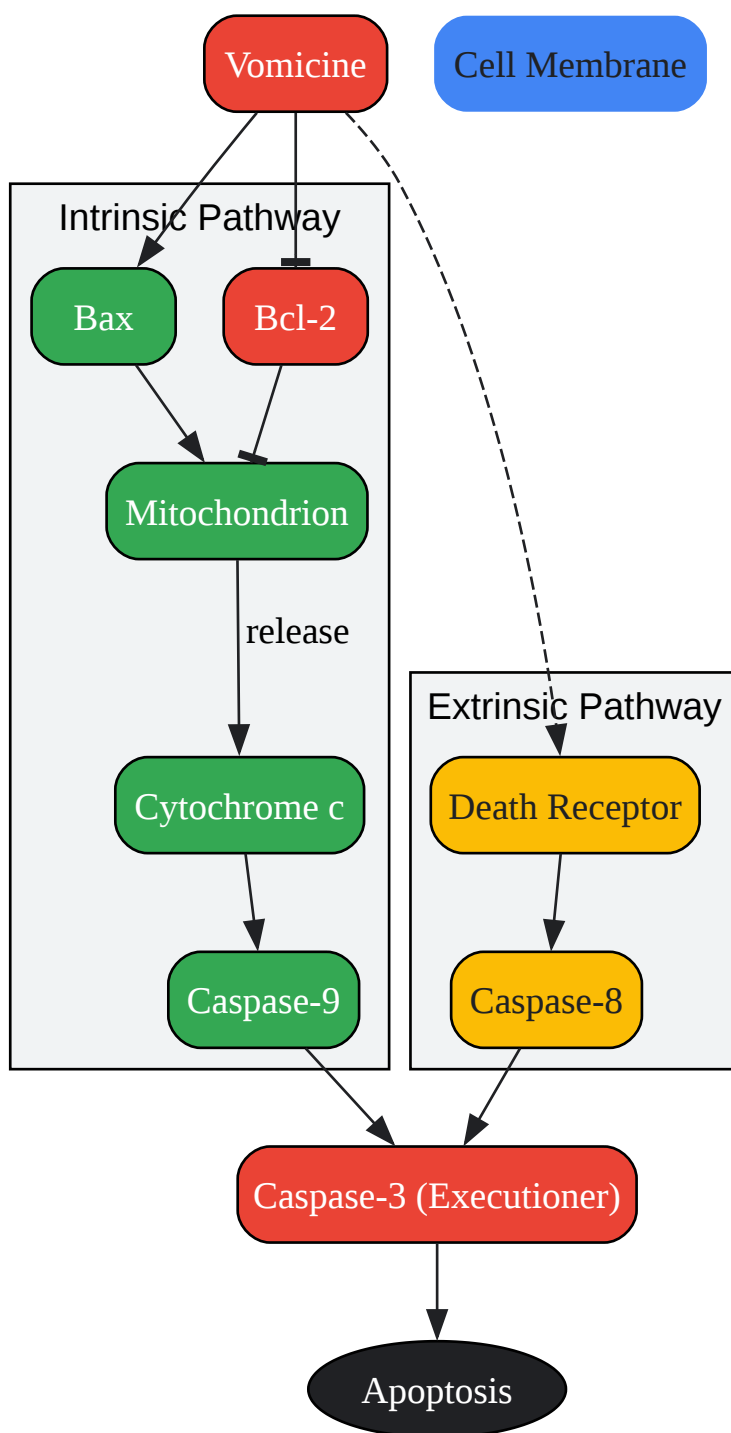 Vomicine
Cell Membrane
Intrinsic Pathway
Bax
Bcl-2
Mitochondrion
release
Extrinsic Pathway
Cytochrome c
Death Receptor
Caspase-9
Caspase-8
Caspase-3 (Executioner)
Apoptosis